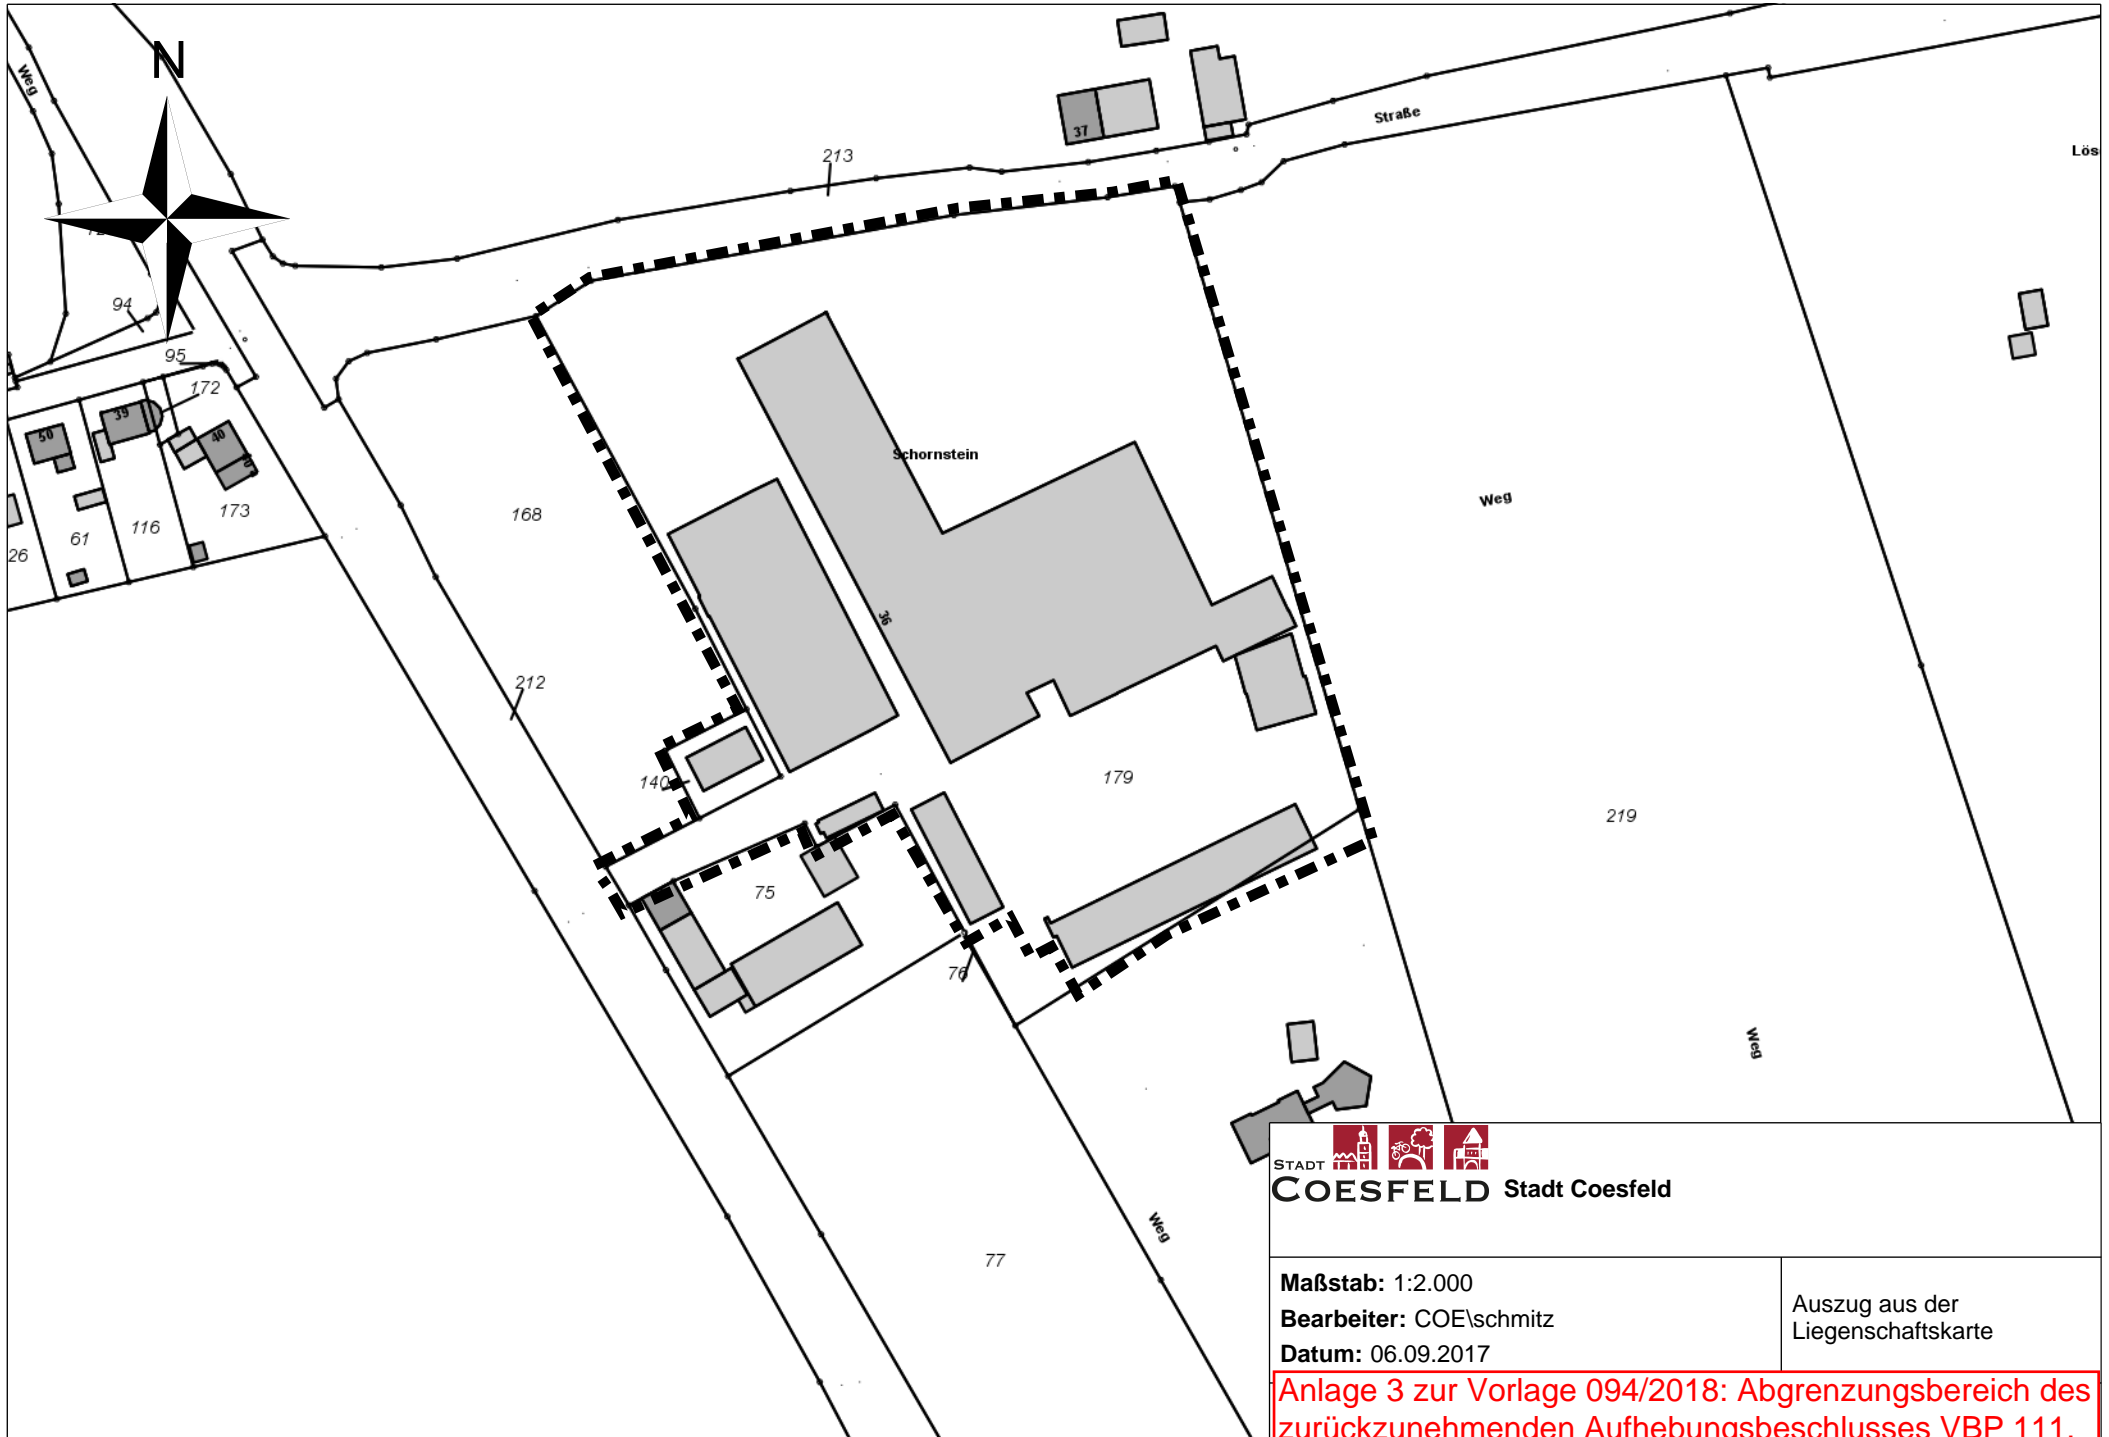 N
Weg
213
37
Straße
94
95
172
39
50
40
173
116
61
26
168
Schornstein
Weg
36
212
140
179
219
75
76
77
Weg
Weg
STADT
COESFELD
Stadt Coesfeld
Maßstab: 1:2.000
Bearbeiter: COE\schmitz
Datum: 06.09.2017
Auszug aus der
Liegenschaftskarte
Anlage 3 zur Vorlage 094/2018: Abgrenzungsbereich des
zurückzunehmenden Aufhebungsbeschlusses VBP 111.